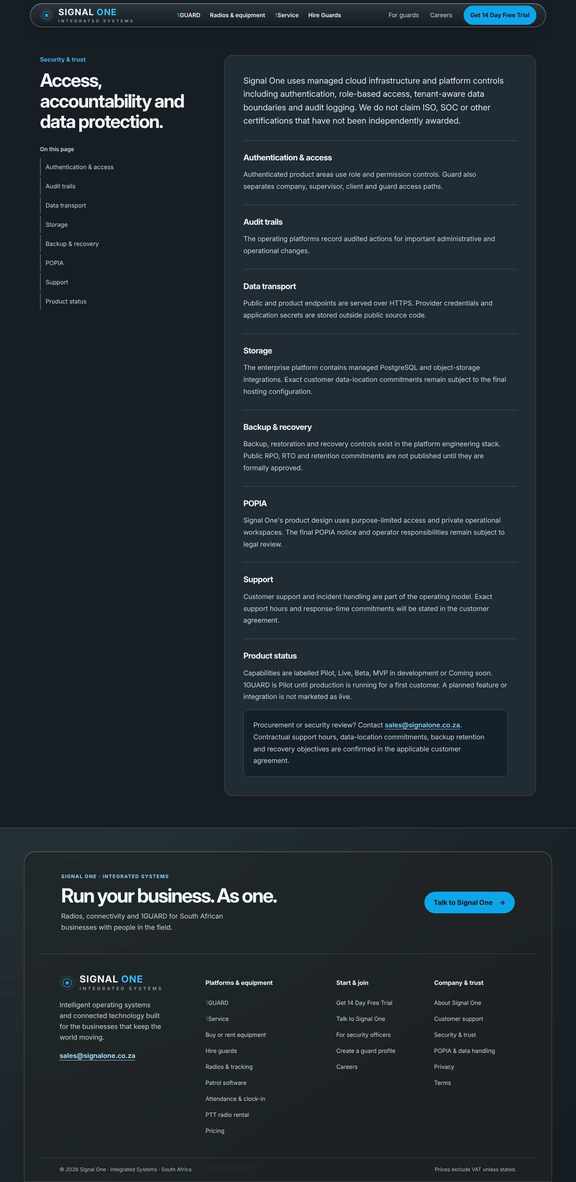 SIGNAL ONE
INTEGRATED SYSTEMS
1GUARD
Radios & equipment
1Service
Hire Guards
For guards
Careers
Get 14 Day Free Trial
Security & trust
Access,
accountability and
data protection.
On this page
Authentication & access
Audit trails
Data transport
Storage
Backup & recovery
POPIA
Support
Product status
Signal One uses managed cloud infrastructure and platform controls
including authentication, role-based access, tenant-aware data
boundaries and audit logging. We do not claim ISO, SOC or other
certifications that have not been independently awarded.
Authentication & access
Authenticated product areas use role and permission controls. Guard also
separates company, supervisor, client and guard access paths.
Audit trails
The operating platforms record audited actions for important administrative and
operational changes.
Data transport
Public and product endpoints are served over HTTPS. Provider credentials and
application secrets are stored outside public source code.
Storage
The enterprise platform contains managed PostgreSQL and object-storage
integrations. Exact customer data-location commitments remain subject to the final
hosting configuration.
Backup & recovery
Backup, restoration and recovery controls exist in the platform engineering stack.
Public RPO, RTO and retention commitments are not published until they are
formally approved.
POPIA
Signal One's product design uses purpose-limited access and private operational
workspaces. The final POPIA notice and operator responsibilities remain subject to
legal review.
Support
Customer support and incident handling are part of the operating model. Exact
support hours and response-time commitments will be stated in the customer
agreement.
Product status
Capabilities are labelled Pilot, Live, Beta, MVP in development or Coming soon.
1GUARD is Pilot until production is running for a first customer. A planned feature or
integration is not marketed as live.
Procurement or security review? Contact sales@signalone.co.za.
Contractual support hours, data-location commitments, backup retention
and recovery objectives are confirmed in the applicable customer
agreement.
SIGNAL ONE · INTEGRATED SYSTEMS
Run your business. As one.
Radios, connectivity and 1GUARD for South African
businesses with people in the field.
Talk to Signal One →
SIGNAL ONE
INTEGRATED SYSTEMS
Intelligent operating systems
and connected technology built
for the businesses that keep the
world moving.
sales@signalone.co.za
Platforms & equipment
1GUARD
1Service
Buy or rent equipment
Hire guards
Radios & tracking
Patrol software
Attendance & clock-in
PTT radio rental
Pricing
Start & join
Get 14 Day Free Trial
Talk to Signal One
For security officers
Create a guard profile
Careers
Company & trust
About Signal One
Customer support
Security & trust
POPIA & data handling
Privacy
Terms
© 2026 Signal One · Integrated Systems · South Africa
Prices exclude VAT unless stated.